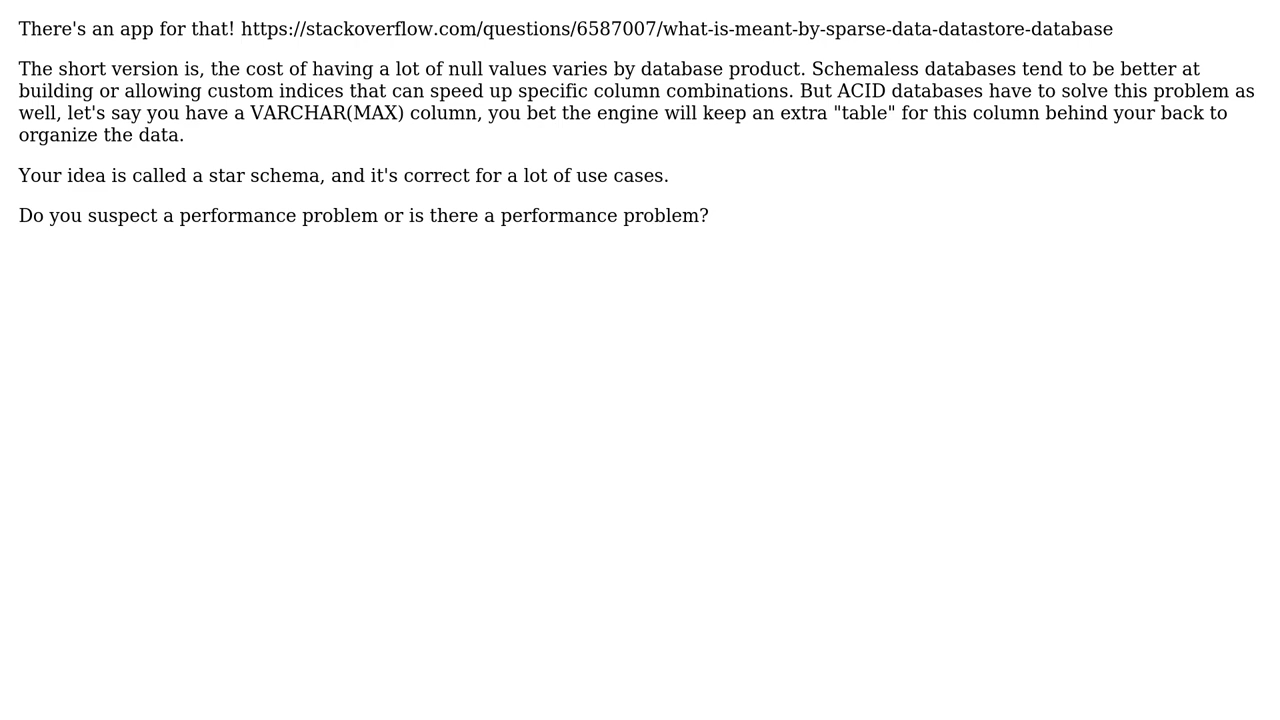 There's an app for that! https://stackoverflow.com/questions/6587007/what-is-meant-by-sparse-data-datastore-database
The short version is, the cost of having a lot of null values varies by database product. Schemaless databases tend to be better at
building or allowing custom indices that can speed up specific column combinations. But ACID databases have to solve this problem as
well, let's say you have a VARCHAR(MAX) column, you bet the engine will keep an extra "table" for this column behind your back to
organize the data.
Your idea is called a star schema, and it's correct for a lot of use cases.
Do you suspect a performance problem or is there a performance problem?